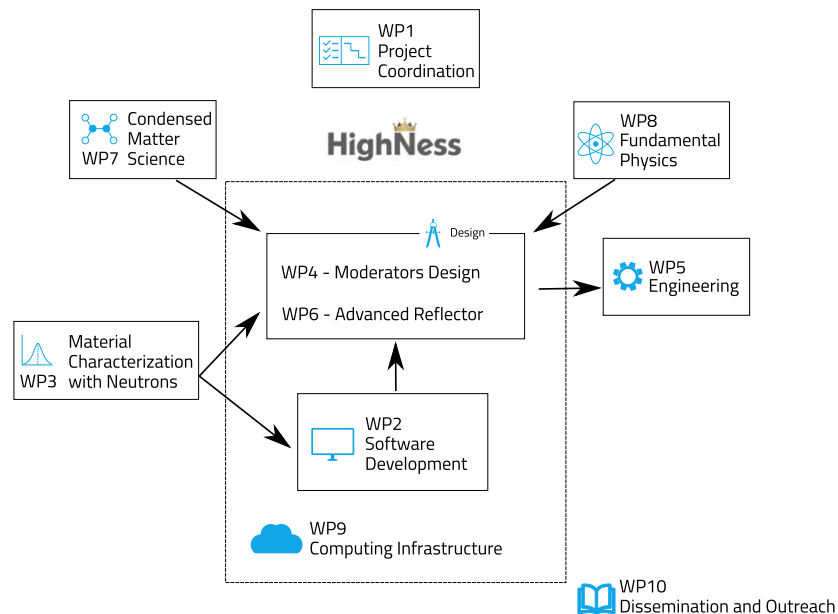 WP1
Project
Coordination
Condensed
Matter
WP7 Science
HighNess
WP8
Fundamental
Physics
Design
WP4 - Moderators Design
WP6 - Advanced Reflector
WP5
Engineering
Material
Characterization
WP3 with Neutrons
WP2
Software
Development
WP9
Computing Infrastructure
WP10
Dissemination and Outreach